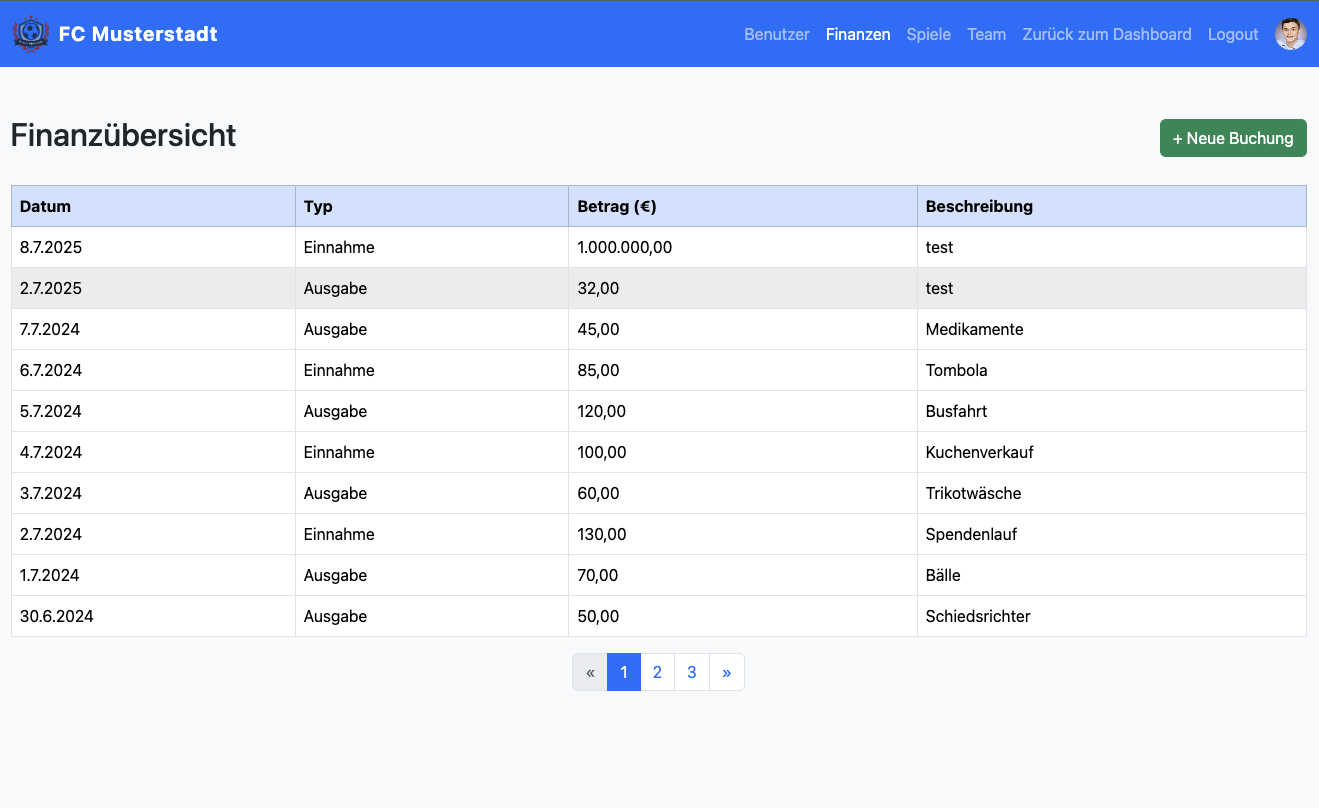 FC Musterstadt
Benutzer Finanzen Spiele Team Zurück zum Dashboard Logout
Finanzübersicht
+ Neue Buchung
Datum Typ Betrag (€) Beschreibung
8.7.2025 Einnahme 1.000.000,00 test
2.7.2025 Ausgabe 32,00 test
7.7.2024 Ausgabe 45,00 Medikamente
6.7.2024 Einnahme 85,00 Tombola
5.7.2024 Ausgabe 120,00 Busfahrt
4.7.2024 Einnahme 100,00 Kuchenverkauf
3.7.2024 Ausgabe 60,00 Trikotwäsche
2.7.2024 Einnahme 130,00 Spendenlauf
1.7.2024 Ausgabe 70,00 Bälle
30.6.2024 Ausgabe 50,00 Schiedsrichter
« 1 2 3 »